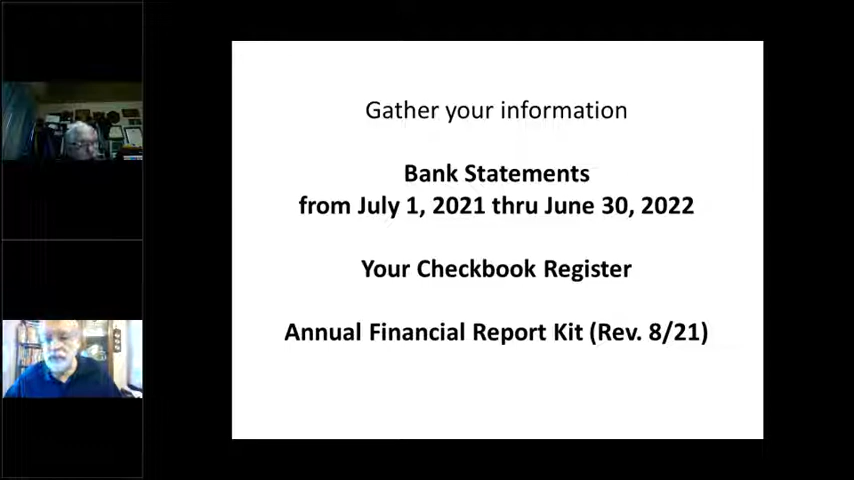 Gather your information
Bank Statements
from July 1, 2021 thru June 30, 2022
Your Checkbook Register
Annual Financial Report Kit (Rev. 8/21)